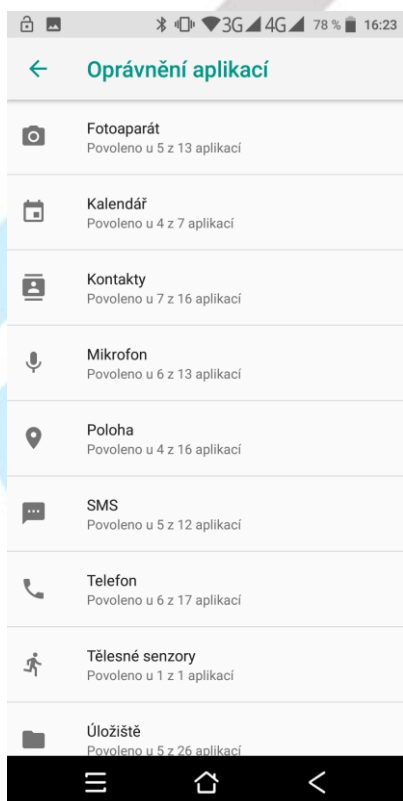 3G 4G 78 % 16:23
Oprávnění aplikací
Fotoaparát
Povoleno u 5 z 13 aplikací
Kalendář
Povoleno u 4 z 7 aplikací
Kontakty
Povoleno u 7 z 16 aplikací
Mikrofon
Povoleno u 6 z 13 aplikací
Poloha
Povoleno u 4 z 16 aplikací
SMS
Povoleno u 5 z 12 aplikací
Telefon
Povoleno u 6 z 17 aplikací
Tělesné senzory
Povoleno u 1 z 1 aplikací
Úložiště
Povoleno u 5 z 26 aplikací